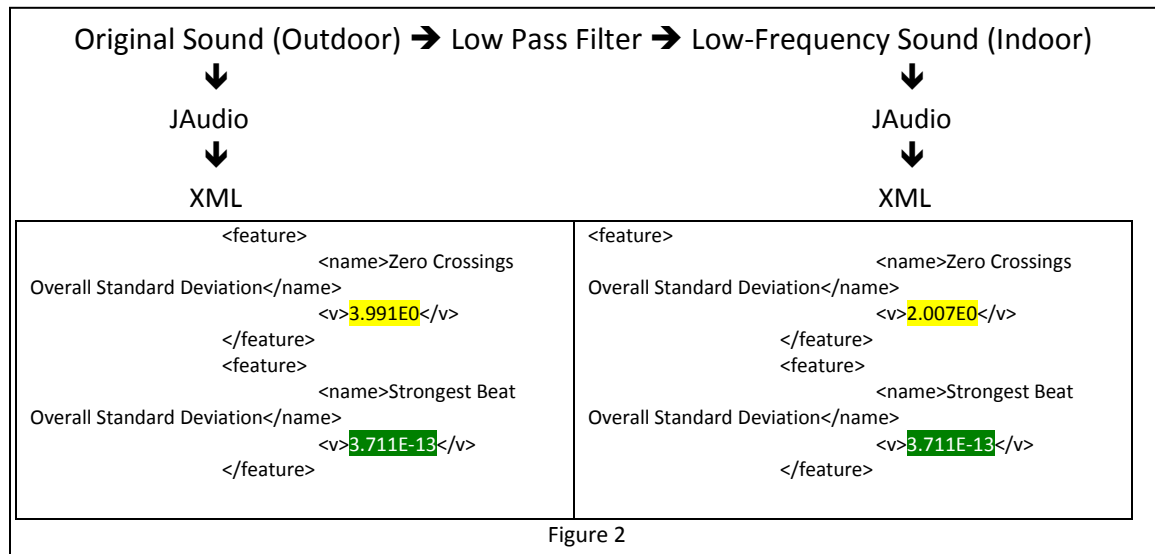 Original Sound (Outdoor) ➔ Low Pass Filter ➔ Low-Frequency Sound (Indoor)
🡻 🡻
JAudio JAudio
🡻 🡻
XML XML
<feature>
<name>Zero Crossings
Overall Standard Deviation</name>
<v>3.991E0</v>
</feature>
<feature>
<name>Strongest Beat
Overall Standard Deviation</name>
<v>3.711E-13</v>
</feature>
<feature>
<name>Zero Crossings
Overall Standard Deviation</name>
<v>2.007E0</v>
</feature>
<feature>
<name>Strongest Beat
Overall Standard Deviation</name>
<v>3.711E-13</v>
</feature>
Figure 2